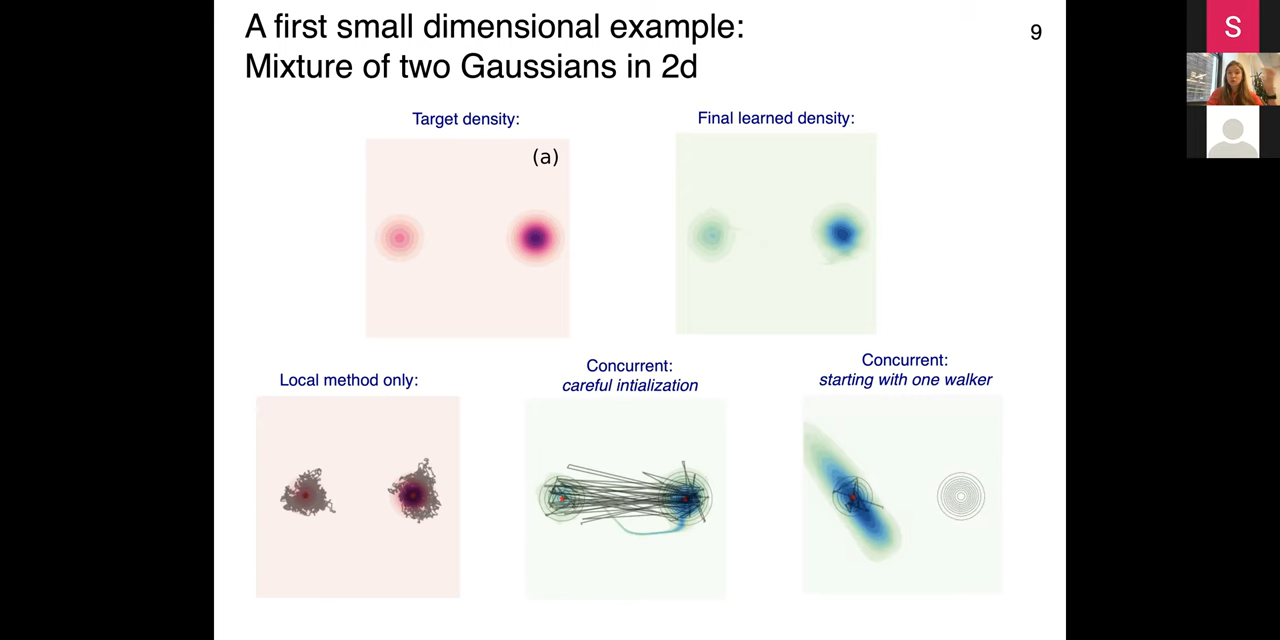 A first small dimensional example:
Mixture of two Gaussians in 2d
9
Target density:
Final learned density:
(a)
Local method only:
Concurrent:
careful intialization
Concurrent:
starting with one walker
S